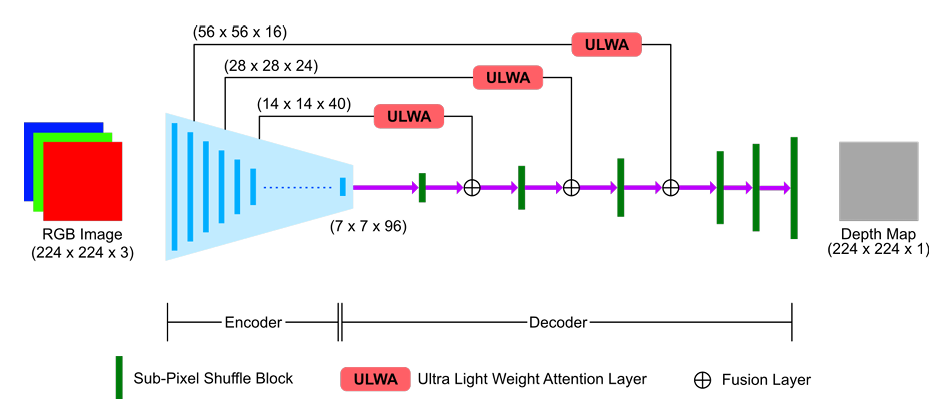 (56 x 56 x 16)
ULWA
(28 x 28 x 24)
ULWA
(14 x 14 x 40)
ULWA
RGB Image
(224 x 224 x 3)
(7 x 7 x 96)
Depth Map
(224 x 224 x 1)
Encoder
Decoder
Sub-Pixel Shuffle Block
ULWA
Ultra Light Weight Attention Layer
Fusion Layer